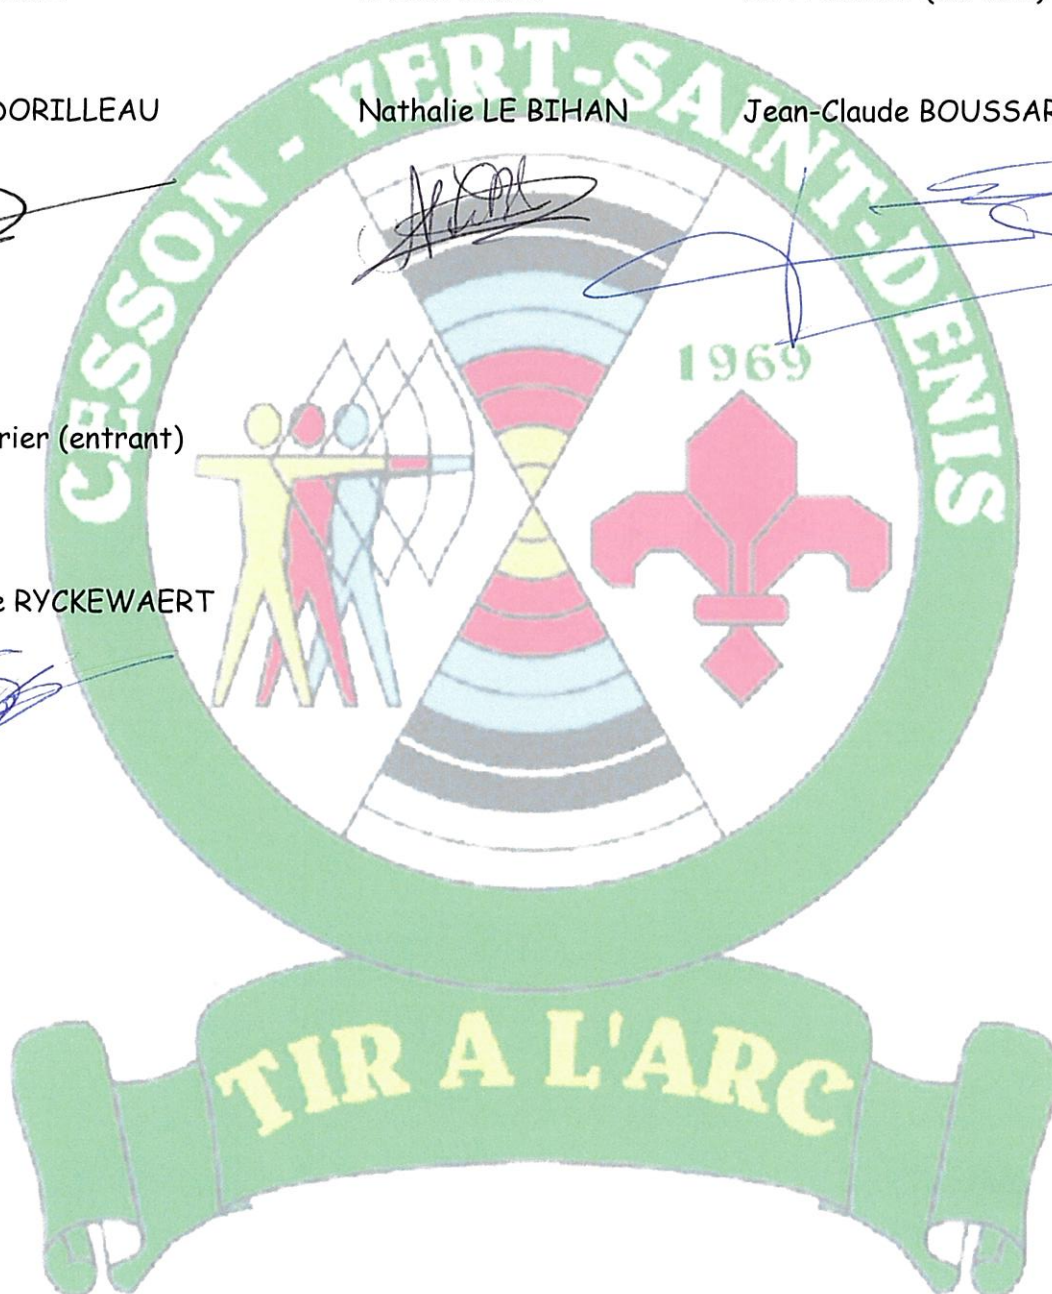 DORILLEAU Nathalie LE BIHAN Jean-Claude BOUSSAR
CESSON - VERT-SAINT-DENIS
1969
rier (entrant)
e RYCKEWAERT
TIR A L'ARC